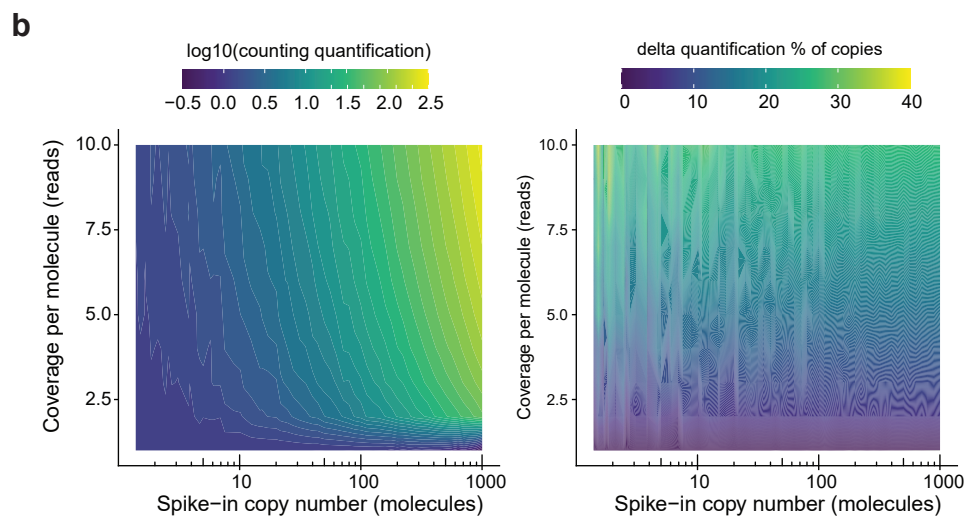 b
log10(counting quantification)
−0.5 0.0 0.5 1.0 1.5 2.0 2.5
delta quantification % of copies
0 10 20 30 40
Coverage per molecule (reads)
10.0
7.5
5.0
2.5
10 100 1000
Spike−in copy number (molecules)
Coverage per molecule (reads)
10.0
7.5
5.0
2.5
10 100 1000
Spike−in copy number (molecules)